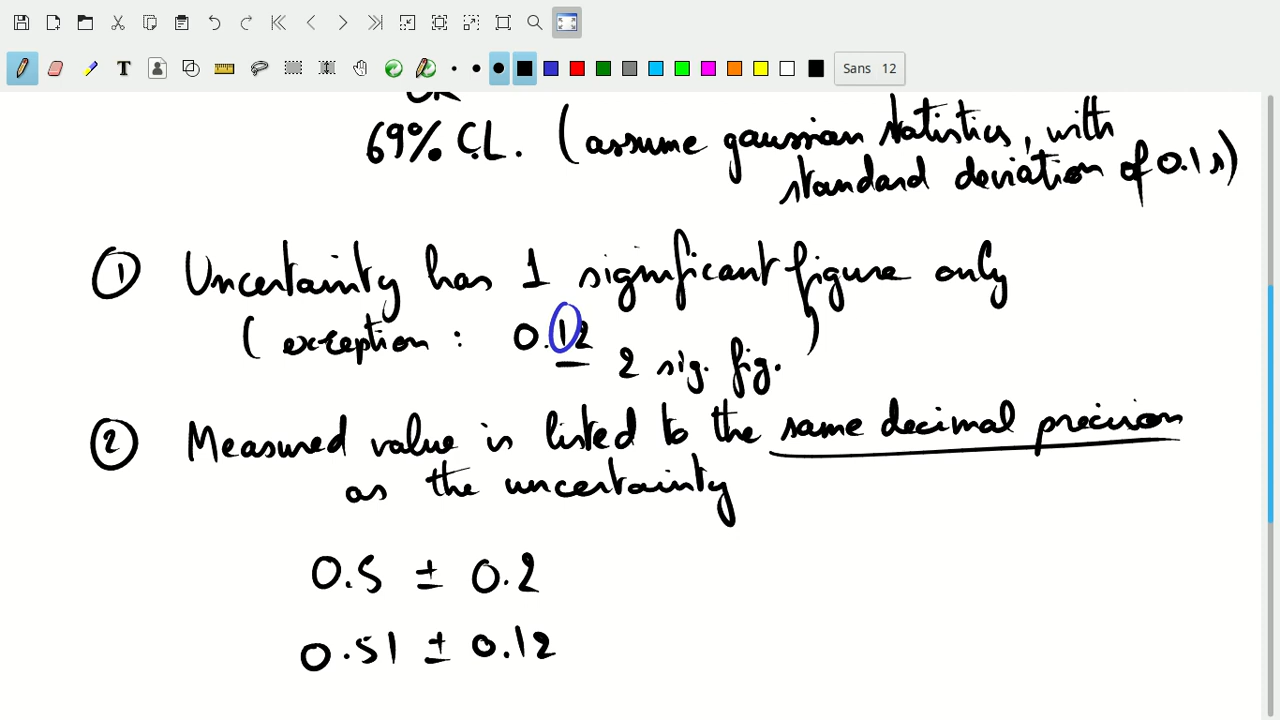 Sans 12
OR
69% C.L. (assume gaussian statistics, with
standard deviation of 0.1 s)
① Uncertainty has 1 significant figure only
(exception : 0.12 2 sig. fig. )
② Measured value is listed to the same decimal precision
as the uncertainty
0.5 ± 0.2
0.51 ± 0.12